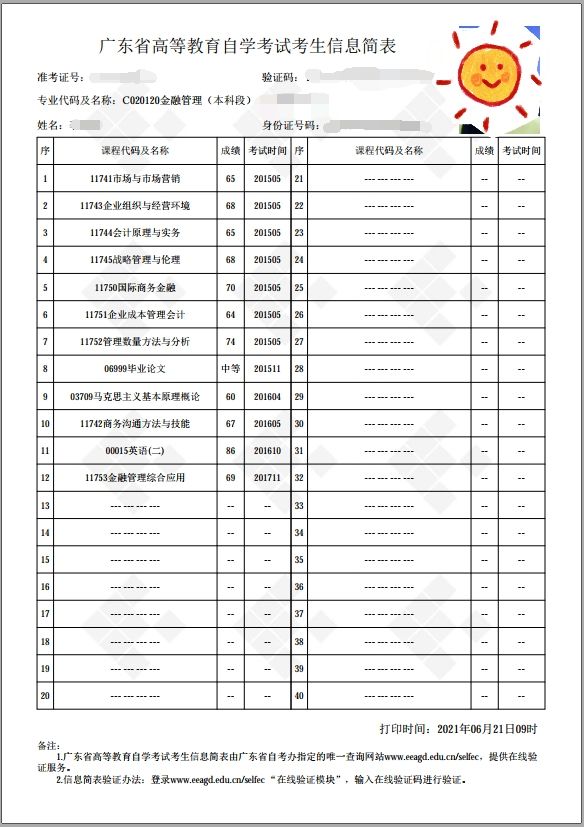 广东省高等教育自学考试考生信息简表
准考证号：
验证码：
专业代码及名称：C020120金融管理（本科段）
姓名：
身份证号码：
序 课程代码及名称 成绩 考试时间 序 课程代码及名称 成绩 考试时间
1 11741市场与市场营销 65 201505 21 ------------ -- --
2 11743企业组织与经营环境 68 201505 22 ------------ -- --
3 11744会计原理与实务 65 201505 23 ------------ -- --
4 11745战略管理与伦理 68 201505 24 ------------ -- --
5 11750国际商务金融 70 201505 25 ------------ -- --
6 11751企业成本管理会计 64 201505 26 ------------ -- --
7 11752管理数量方法与分析 74 201505 27 ------------ -- --
8 06999毕业论文 中等 201511 28 ------------ -- --
9 03709马克思主义基本原理概论 60 201604 29 ------------ -- --
10 11742商务沟通方法与技能 67 201605 30 ------------ -- --
11 00015英语(二) 86 201610 31 ------------ -- --
12 11753金融管理综合应用 69 201711 32 ------------ -- --
13 ------------ -- -- 33 ------------ -- --
14 ------------ -- -- 34 ------------ -- --
15 ------------ -- -- 35 ------------ -- --
16 ------------ -- -- 36 ------------ -- --
17 ------------ -- -- 37 ------------ -- --
18 ------------ -- -- 38 ------------ -- --
19 ------------ -- -- 39 ------------ -- --
20 ------------ -- -- 40 ------------ -- --
打印时间：2021年06月21日09时
备注：
1.广东省高等教育自学考试考生信息简表由广东省自考办指定的唯一查询网站www.eeagd.edu.cn/selfec，提供在线验
证服务。
2.信息简表验证办法：登录www.eeagd.edu.cn/selfec“在线验证模块”，输入在线验证码进行验证。